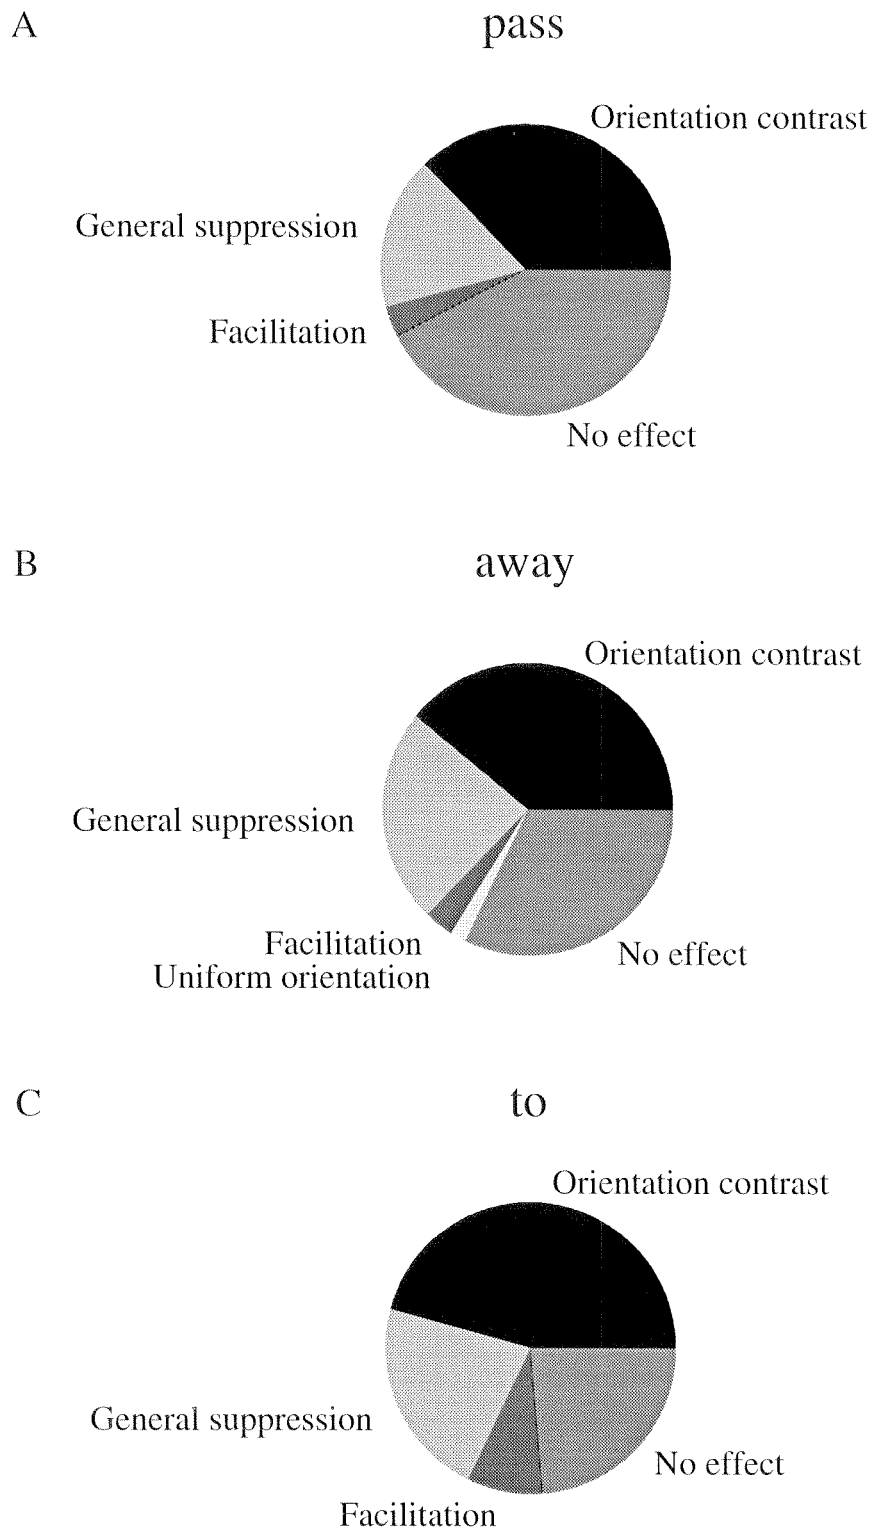 A
pass
Orientation contrast
General suppression
Facilitation
No effect
B
away
Orientation contrast
General suppression
Facilitation
Uniform orientation
No effect
C
to
Orientation contrast
General suppression
No effect
Facilitation